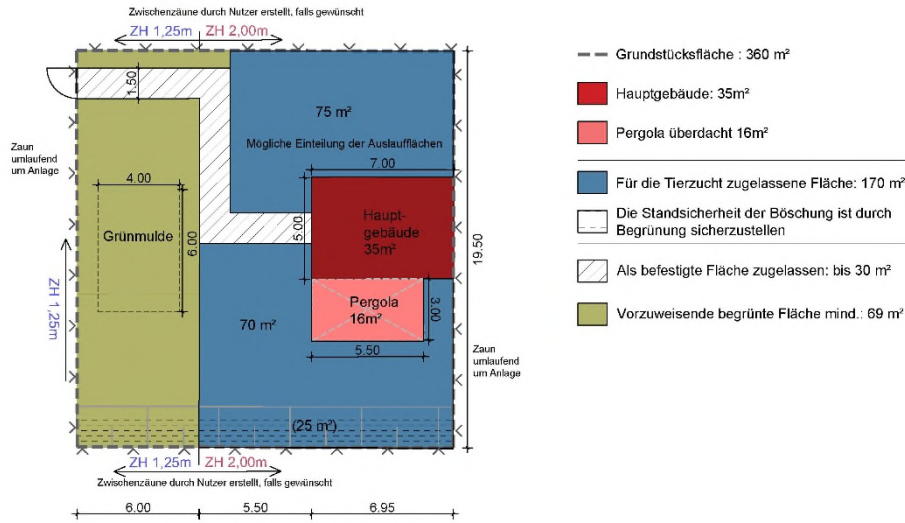 Zwischenzäune durch Nutzer erstellt, falls gewünscht
ZH 1,25m ZH 2,00m
1.50
Zaun
umlaufend
um Anlage
75 m²
Mögliche Einteilung der Auslaufflächen
7.00
4.00
Grünmulde
6.00
5.00
Haupt-
gebäude
35m²
19.50
ZH 1,25m
70 m²
Pergola
16m²
3.00
5.50
Zaun
umlaufend
um Anlage
(25 m²)
ZH 1,25m ZH 2,00m
Zwischenzäune durch Nutzer erstellt, falls gewünscht
6.00 5.50 6.95
Grundstücksfläche : 360 m²
Hauptgebäude: 35m²
Pergola überdacht 16m²
Für die Tierzucht zugelassene Fläche: 170 m²
Die Standsicherheit der Böschung ist durch
Begrünung sicherzustellen
Als befestigte Fläche zugelassen: bis 30 m²
Vorzuweisende begrünte Fläche mind.: 69 m²